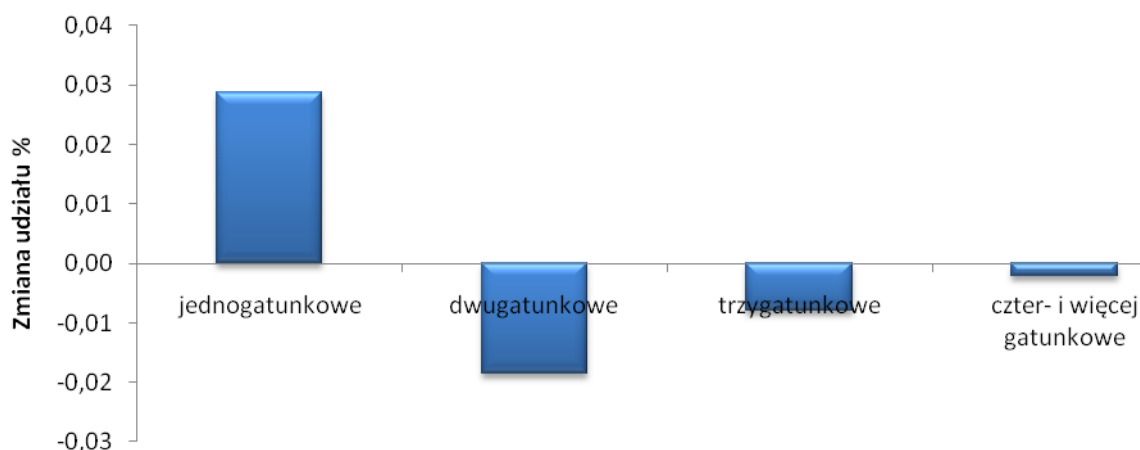 0,04
0,03
0,02
0,01
0,00
-0,01
-0,02
-0,03
Zmiana udziału %
jednogatunkowe
dwugatunkowe
trzygatunkowe
czter- i więcej
gatunkowe